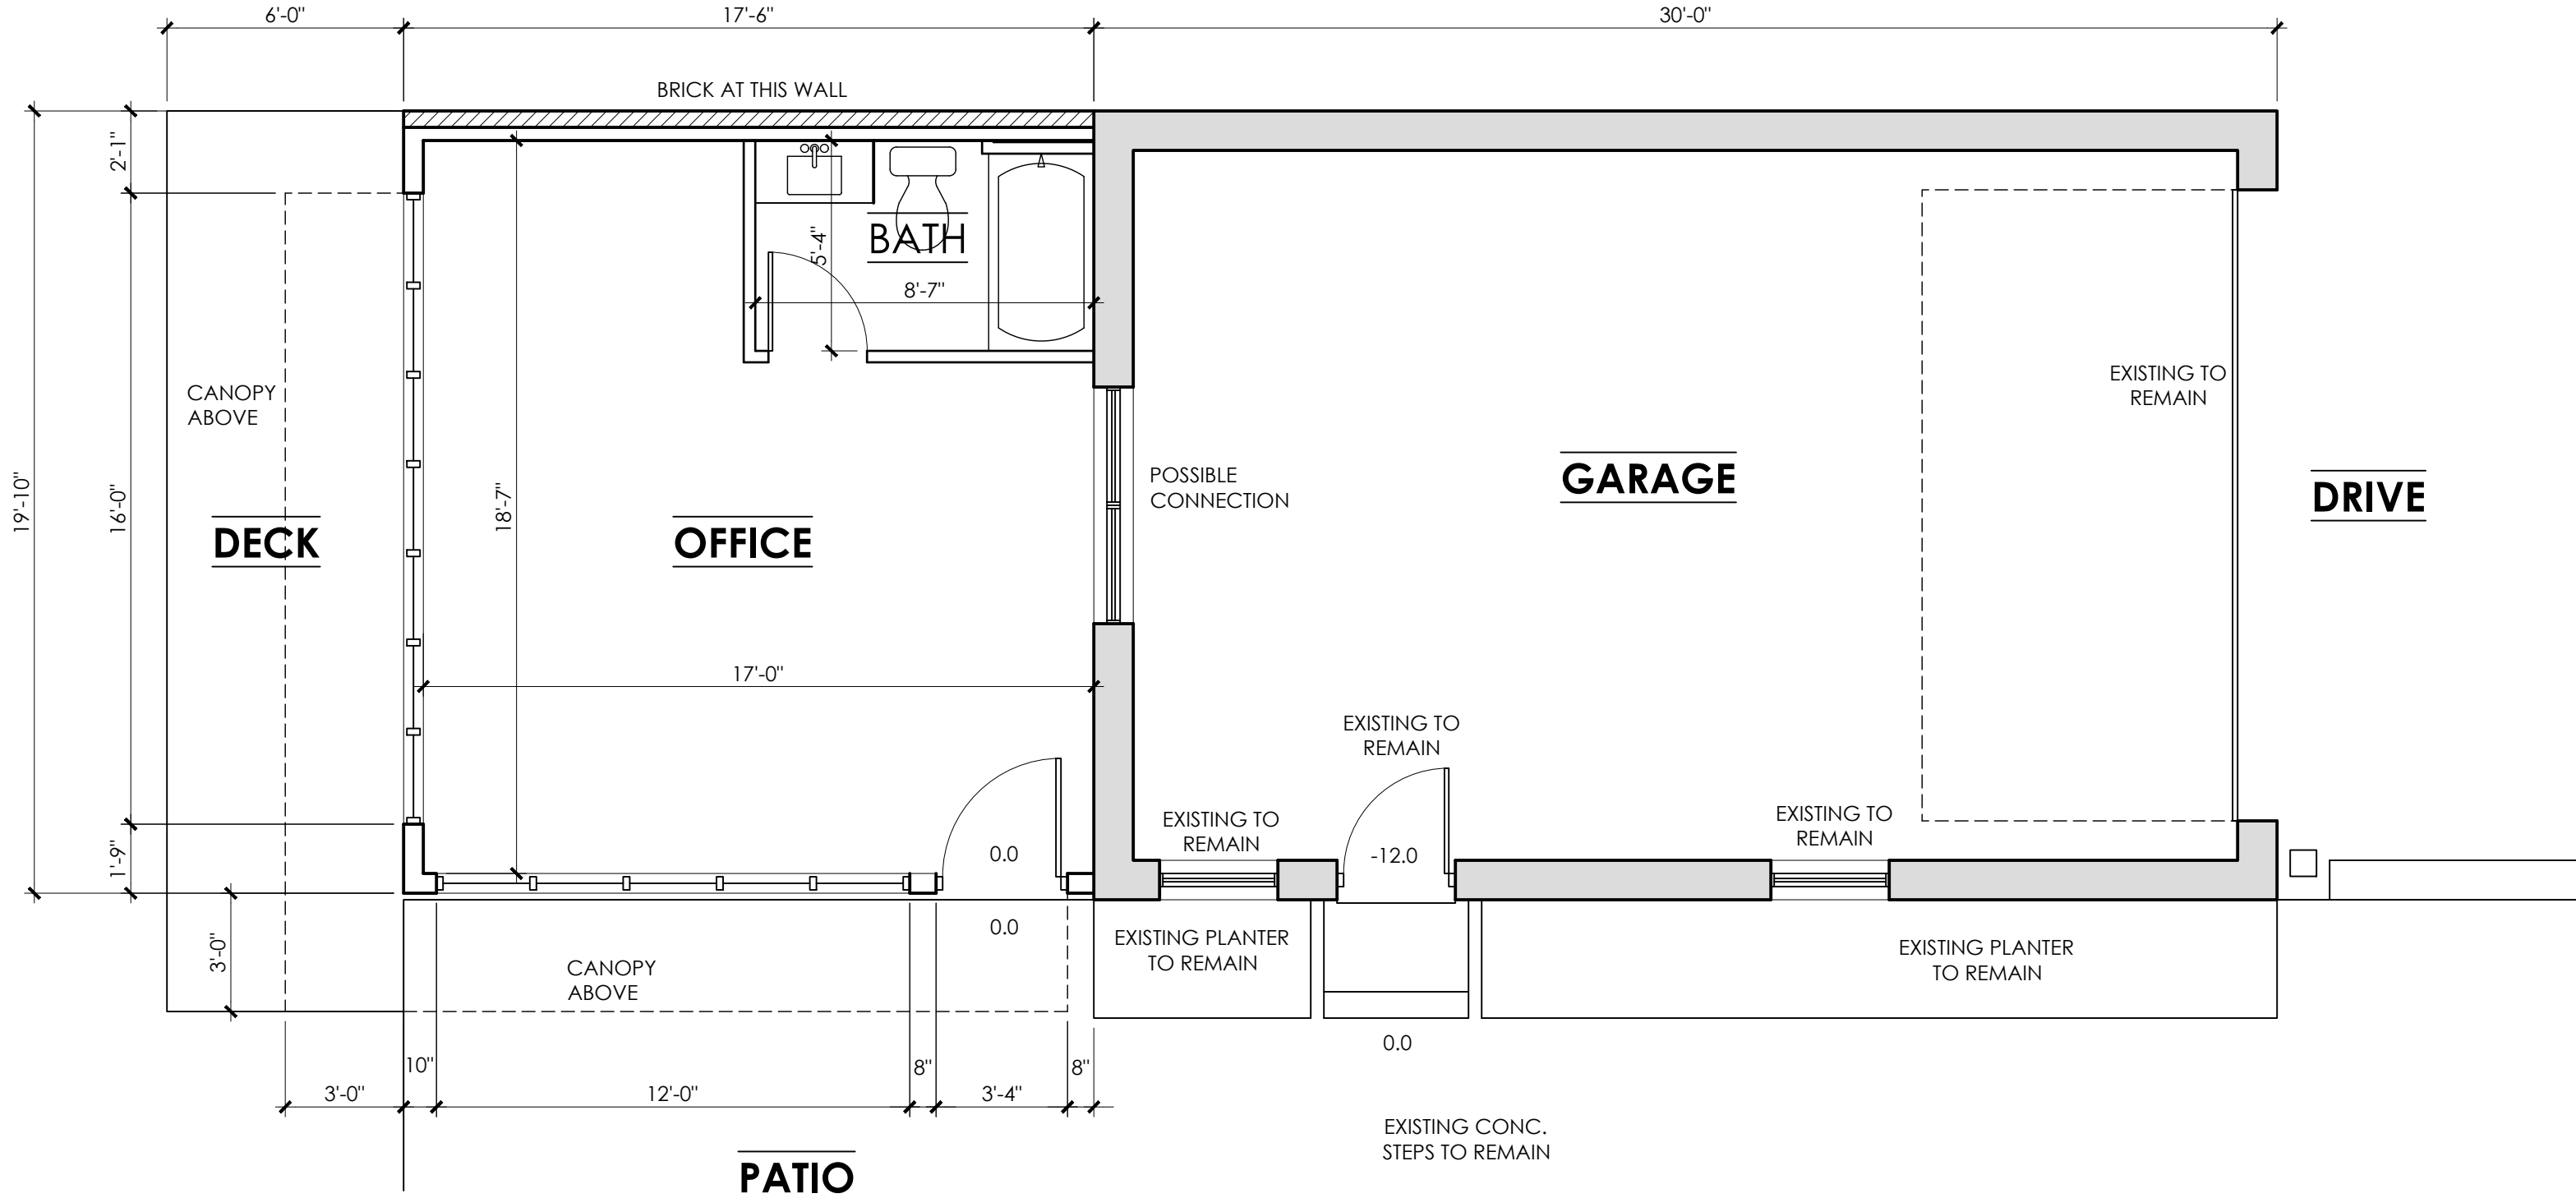 6'-0"
17'-6"
30'-0"
BRICK AT THIS WALL
2'-1"
BATH
5'-4"
8'-7"
CANOPY
ABOVE
EXISTING TO
REMAIN
19'-10"
16'-0"
18'-7"
POSSIBLE
CONNECTION
GARAGE
DRIVE
DECK
OFFICE
17'-0"
EXISTING TO
REMAIN
EXISTING TO
REMAIN
EXISTING TO
REMAIN
1'-9"
0.0
-12.0
0.0
3'-0"
CANOPY
ABOVE
EXISTING PLANTER
TO REMAIN
EXISTING PLANTER
TO REMAIN
0.0
10"
8"
8"
3'-0"
12'-0"
3'-4"
EXISTING CONC.
STEPS TO REMAIN
PATIO